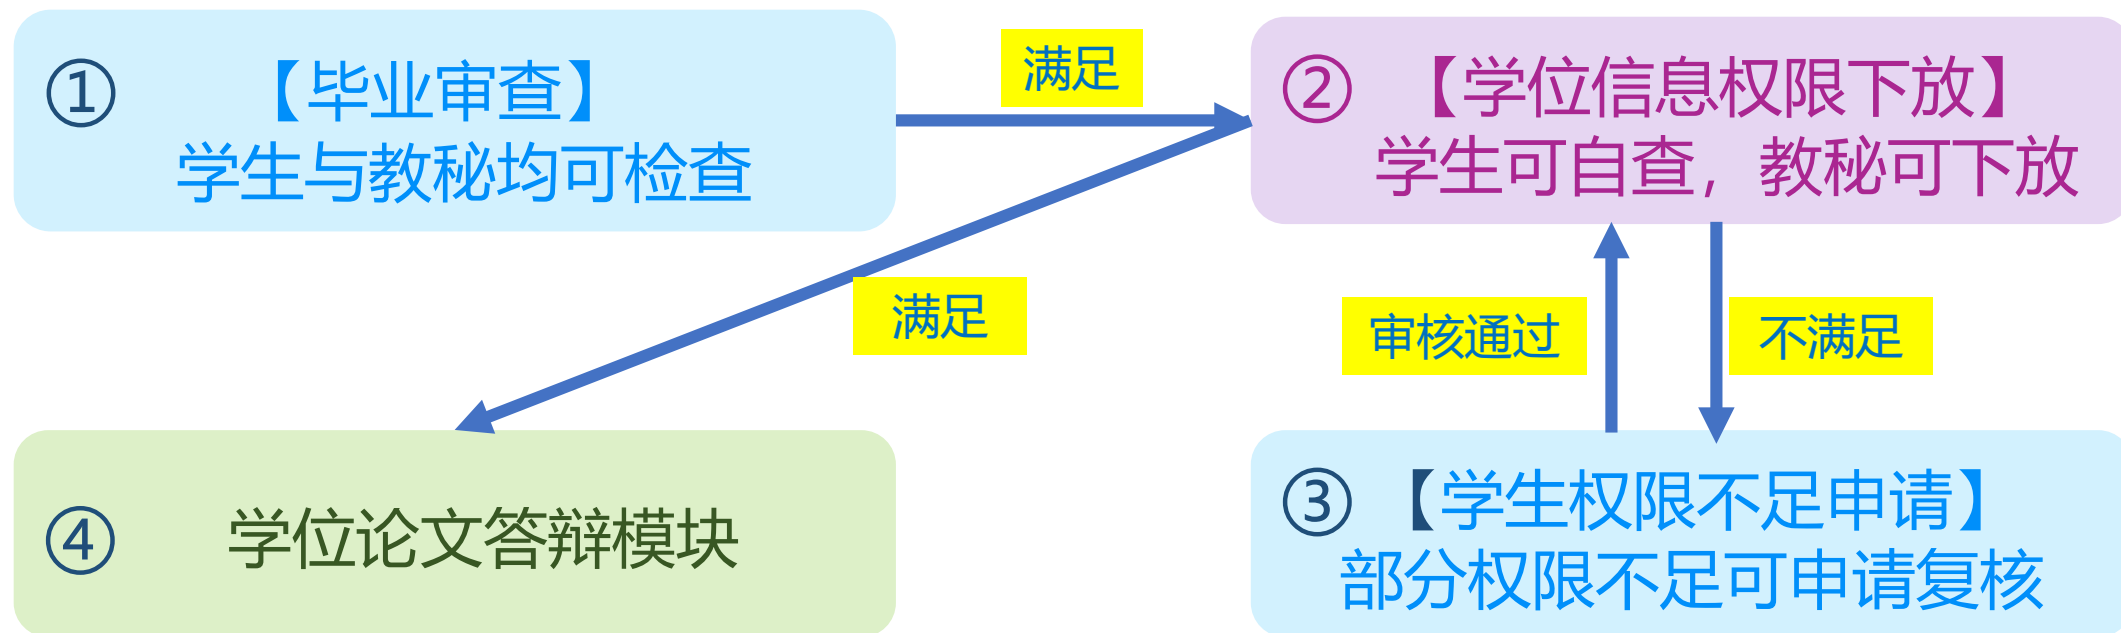 ① 【毕业审查】
学生与教秘均可检查
满足
② 【学位信息权限下放】
学生可自查，教秘可下放
满足
审核通过
不满足
③ 【学生权限不足申请】
部分权限不足可申请复核
④ 学位论文答辩模块